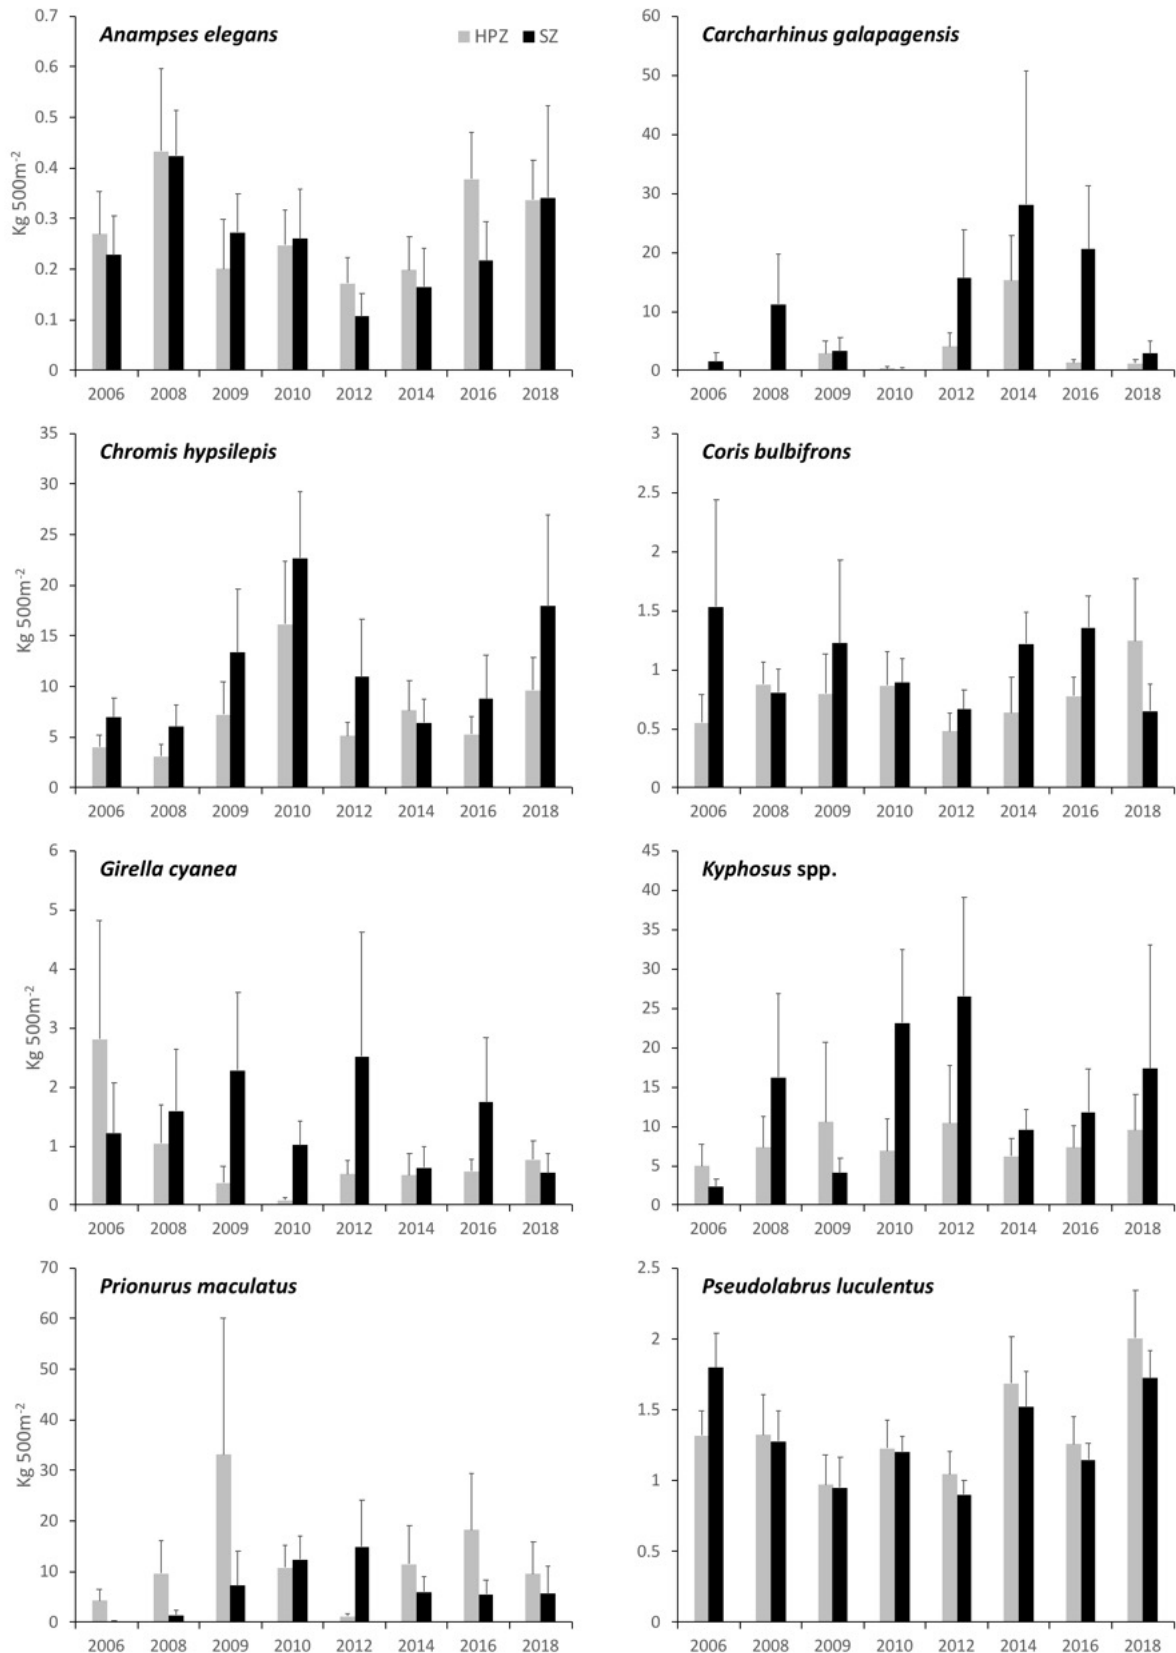 Anampses elegans
HPZ SZ
Kg 500m⁻²
0.7
0.6
0.5
0.4
0.3
0.2
0.1
0
2006 2008 2009 2010 2012 2014 2016 2018
Carcharhinus galapagensis
60
50
40
30
20
10
0
2006 2008 2009 2010 2012 2014 2016 2018
Chromis hypsilepis
Kg 500m⁻²
35
30
25
20
15
10
5
0
2006 2008 2009 2010 2012 2014 2016 2018
Coris bulbifrons
3
2.5
2
1.5
1
0.5
0
2006 2008 2009 2010 2012 2014 2016 2018
Girella cyanea
Kg 500m⁻²
6
5
4
3
2
1
0
2006 2008 2009 2010 2012 2014 2016 2018
Kyphosus spp.
45
40
35
30
25
20
15
10
5
0
2006 2008 2009 2010 2012 2014 2016 2018
Prionurus maculatus
Kg 500m⁻²
70
60
50
40
30
20
10
0
2006 2008 2009 2010 2012 2014 2016 2018
Pseudolabrus luculentus
2.5
2
1.5
1
0.5
0
2006 2008 2009 2010 2012 2014 2016 2018